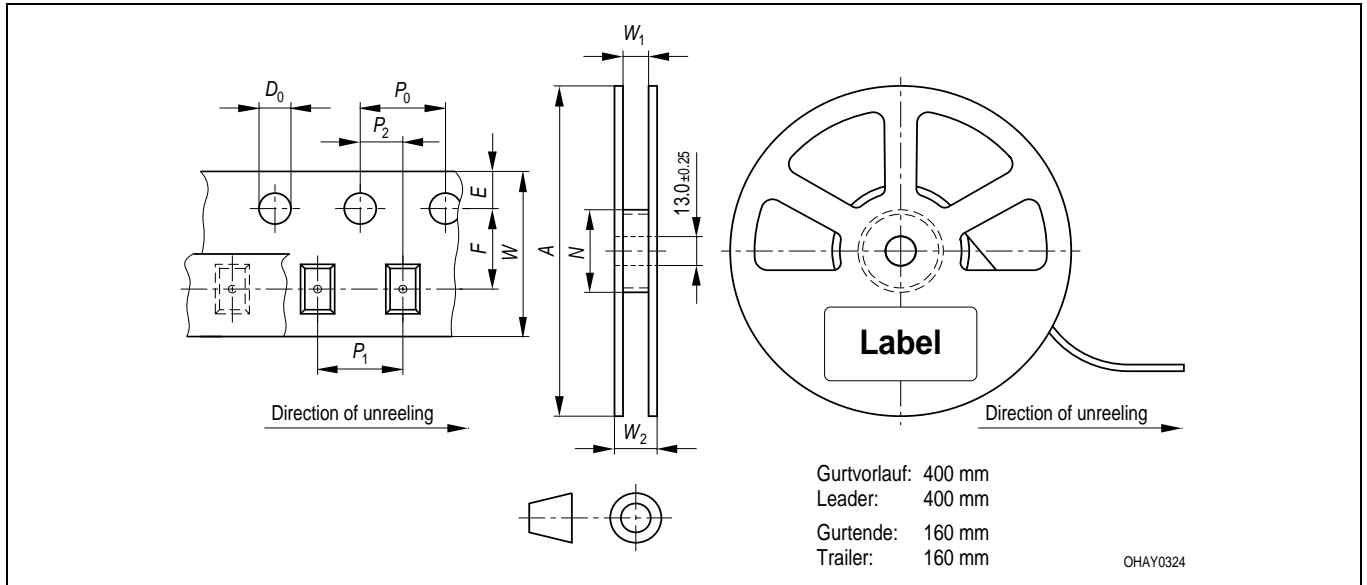 W1
D0
P0
P2
E
F
W
A
N
13.0 ±0.25
P1
Label
Direction of unreeling
W2
Direction of unreeling
Gurtvorlauf: 400 mm
Leader: 400 mm
Gurtende: 160 mm
Trailer: 160 mm
OHAY0324